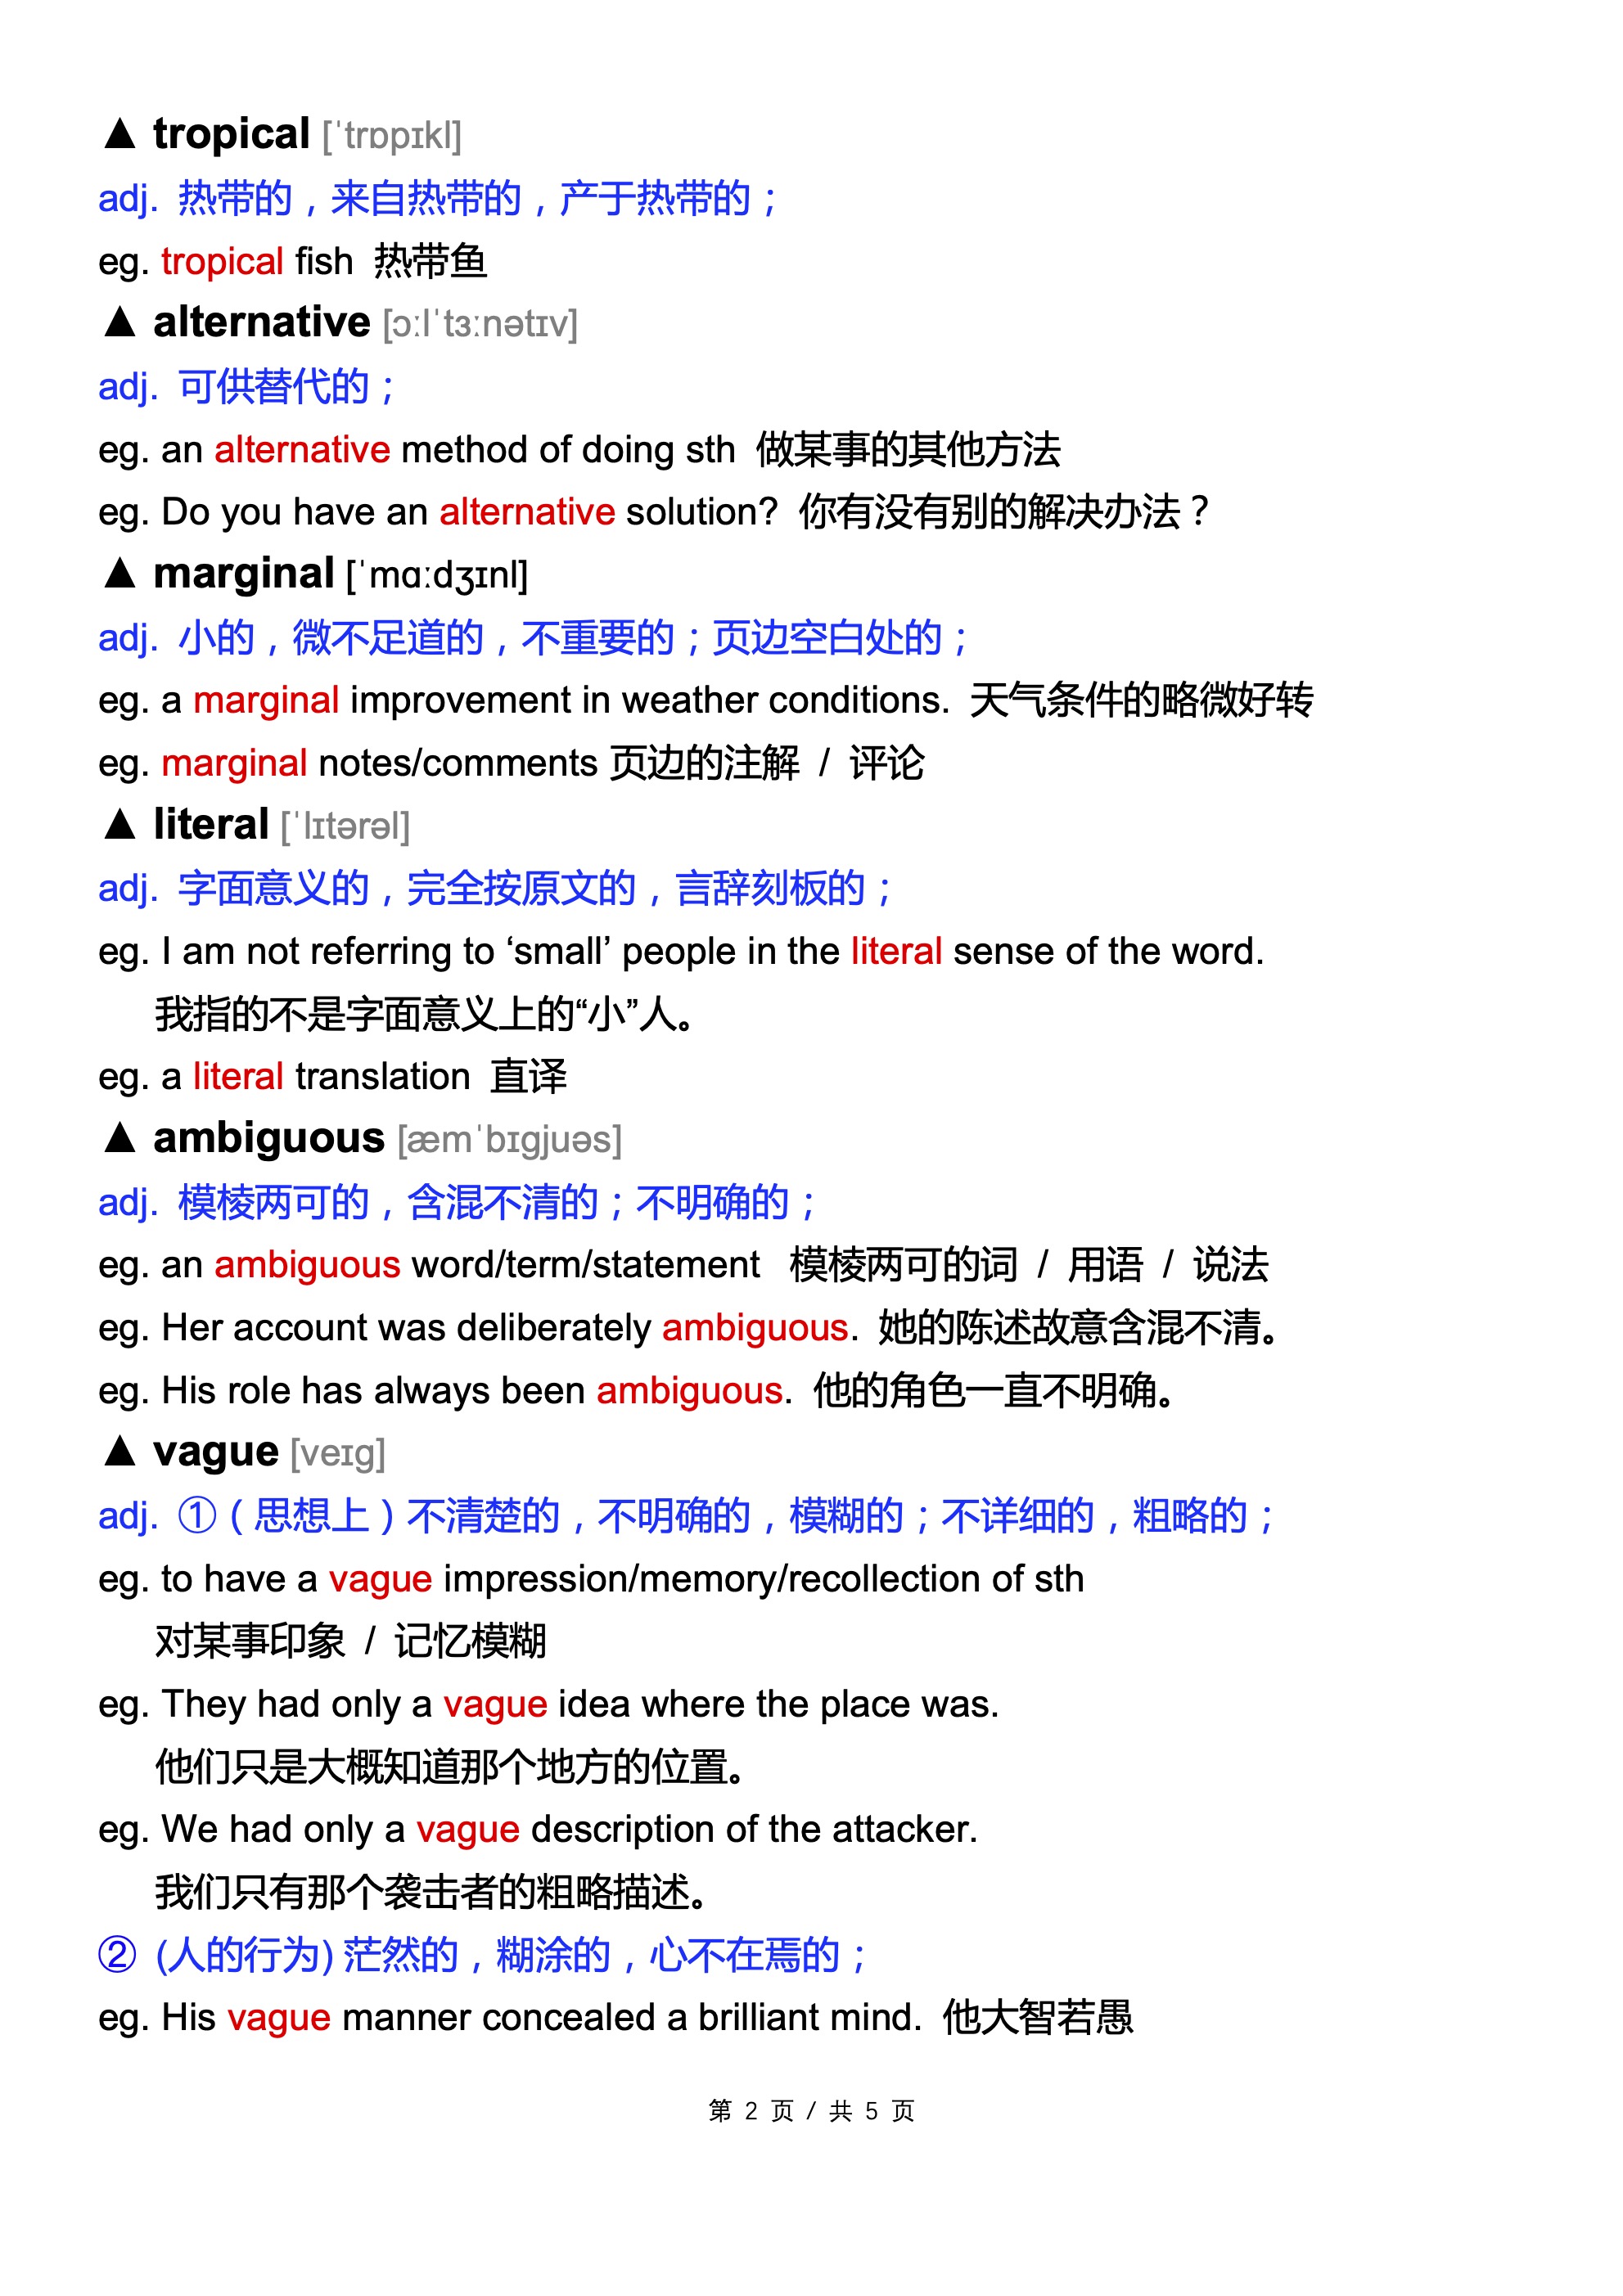 ▲ tropical [ˈtrɒpɪkl]
adj. 热带的，来自热带的，产于热带的；
eg. tropical fish 热带鱼
▲ alternative [ɔːlˈtɜːnətɪv]
adj. 可供替代的；
eg. an alternative method of doing sth 做某事的其他方法
eg. Do you have an alternative solution? 你有没有别的解决办法？
▲ marginal [ˈmɑːdʒɪnl]
adj. 小的，微不足道的，不重要的；页边空白处的；
eg. a marginal improvement in weather conditions. 天气条件的略微好转
eg. marginal notes/comments 页边的注解 / 评论
▲ literal [ˈlɪtərəl]
adj. 字面意义的，完全按原文的，言辞刻板的；
eg. I am not referring to ‘small’ people in the literal sense of the word.
我指的不是字面意义上的“小”人。
eg. a literal translation 直译
▲ ambiguous [æmˈbɪgjuəs]
adj. 模棱两可的，含混不清的；不明确的；
eg. an ambiguous word/term/statement 模棱两可的词 / 用语 / 说法
eg. Her account was deliberately ambiguous. 她的陈述故意含混不清。
eg. His role has always been ambiguous. 他的角色一直不明确。
▲ vague [veɪg]
adj. ①（思想上）不清楚的，不明确的，模糊的；不详细的，粗略的；
eg. to have a vague impression/memory/recollection of sth
对某事印象 / 记忆模糊
eg. They had only a vague idea where the place was.
他们只是大概知道那个地方的位置。
eg. We had only a vague description of the attacker.
我们只有那个袭击者的粗略描述。
② (人的行为) 茫然的，糊涂的，心不在焉的；
eg. His vague manner concealed a brilliant mind. 他大智若愚
第 2 页 / 共 5 页